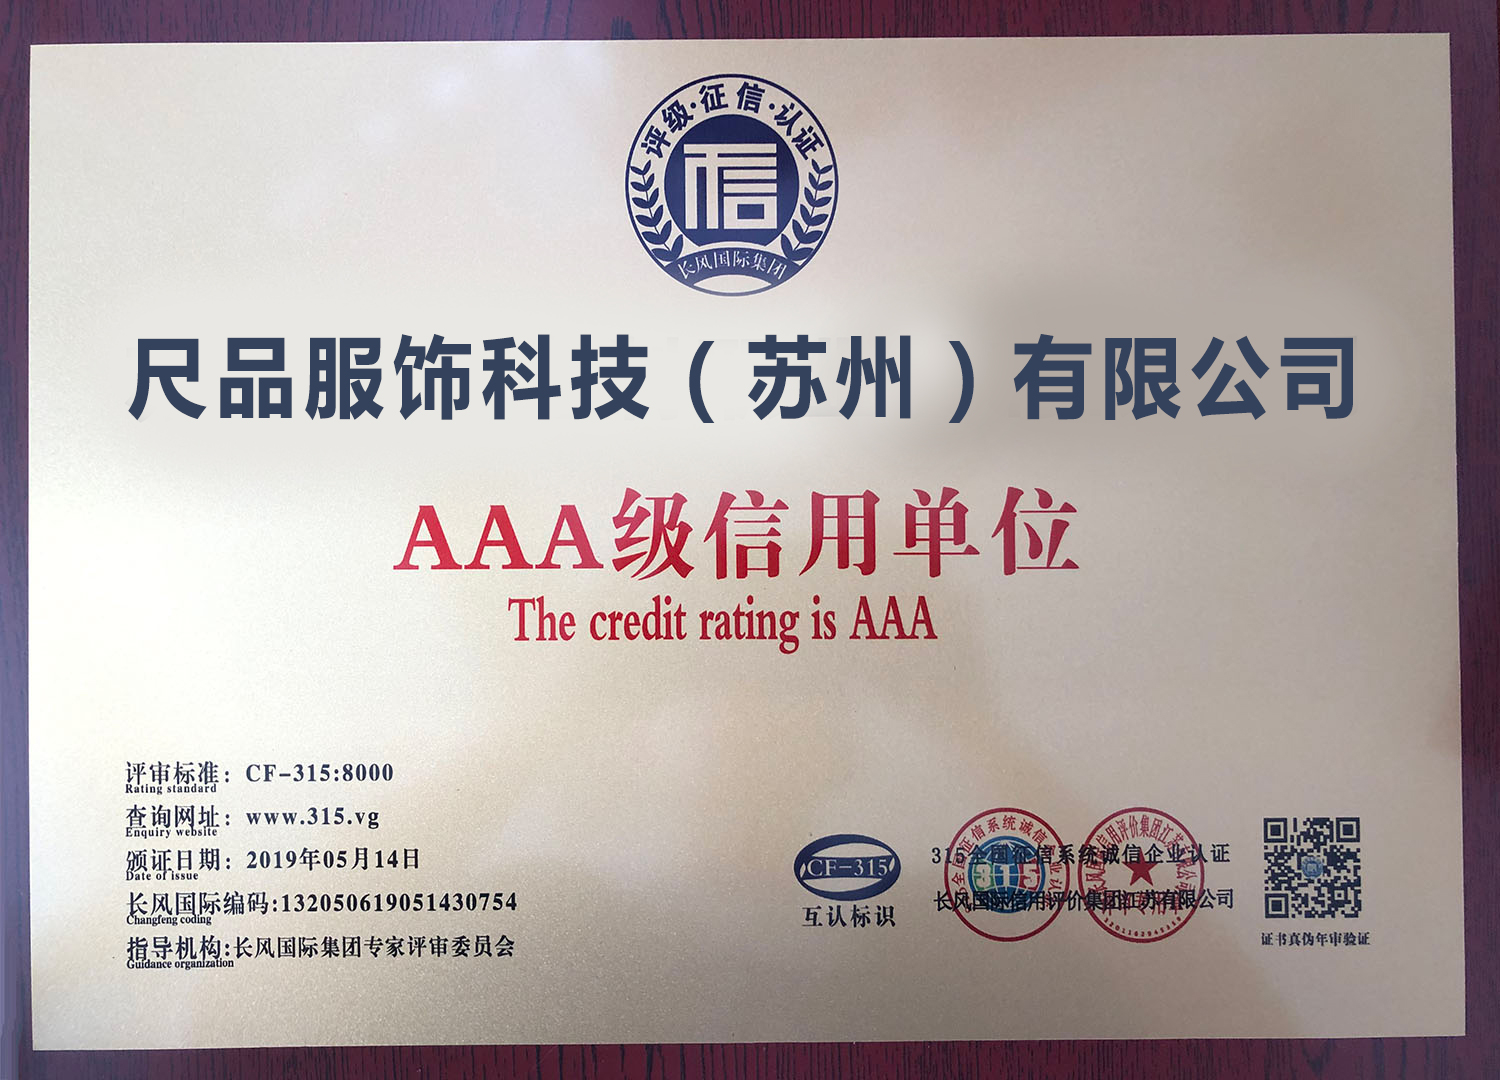 评级·征信·认证
信
长风国际集团
尺品服饰科技（苏州）有限公司
AAA级信用单位
The credit rating is AAA
评审标准：CF-315:8000
Rating standard
查询网址：www.315.vg
Enquiry website
颁证日期：2019年05月14日
Date of issue
长风国际编码:132050619051430754
Changfeng coding
指导机构:长风国际集团专家评审委员会
Guidance organization
CF-315
互认标识
315全国征信系统诚信企业认证
长风国际信用评价集团江苏有限公司
315
证书真伪年审验证